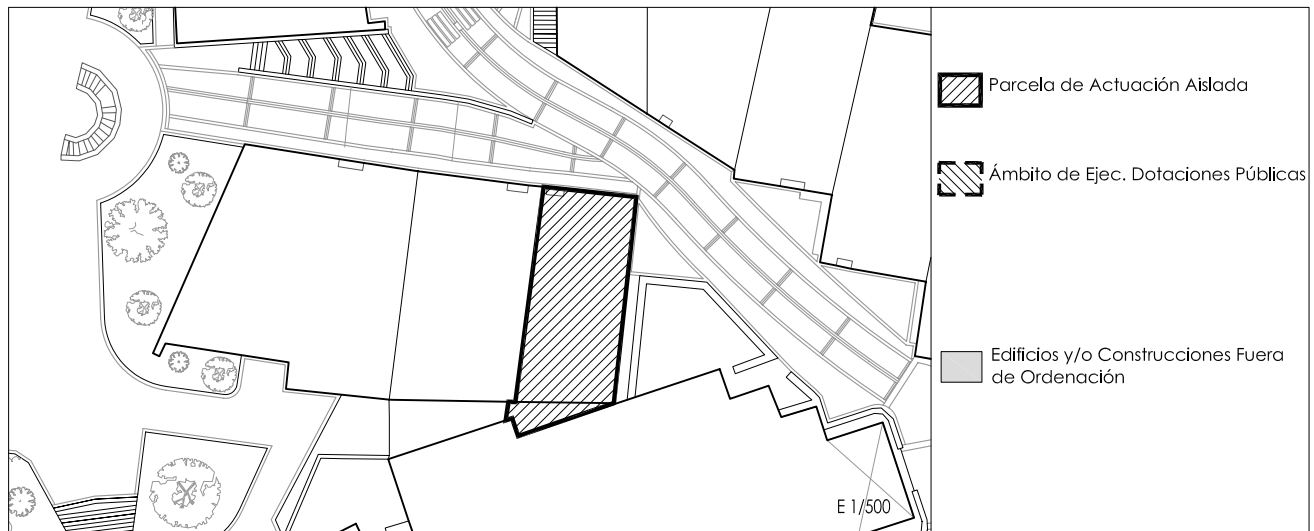 Parcela de Actuación Aislada
Ámbito de Ejec. Dotaciones Públicas
Edificios y/o Construcciones Fuera
de Ordenación
E 1/500